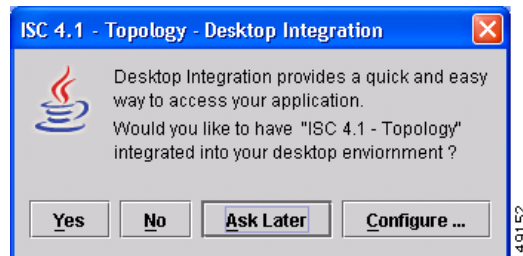 ISC 4.1 - Topology - Desktop Integration
Desktop Integration provides a quick and easy
way to access your application.
Would you like to have "ISC 4.1 - Topology"
integrated into your desktop enviornment ?
Yes
No
Ask Later
Configure ...
49152